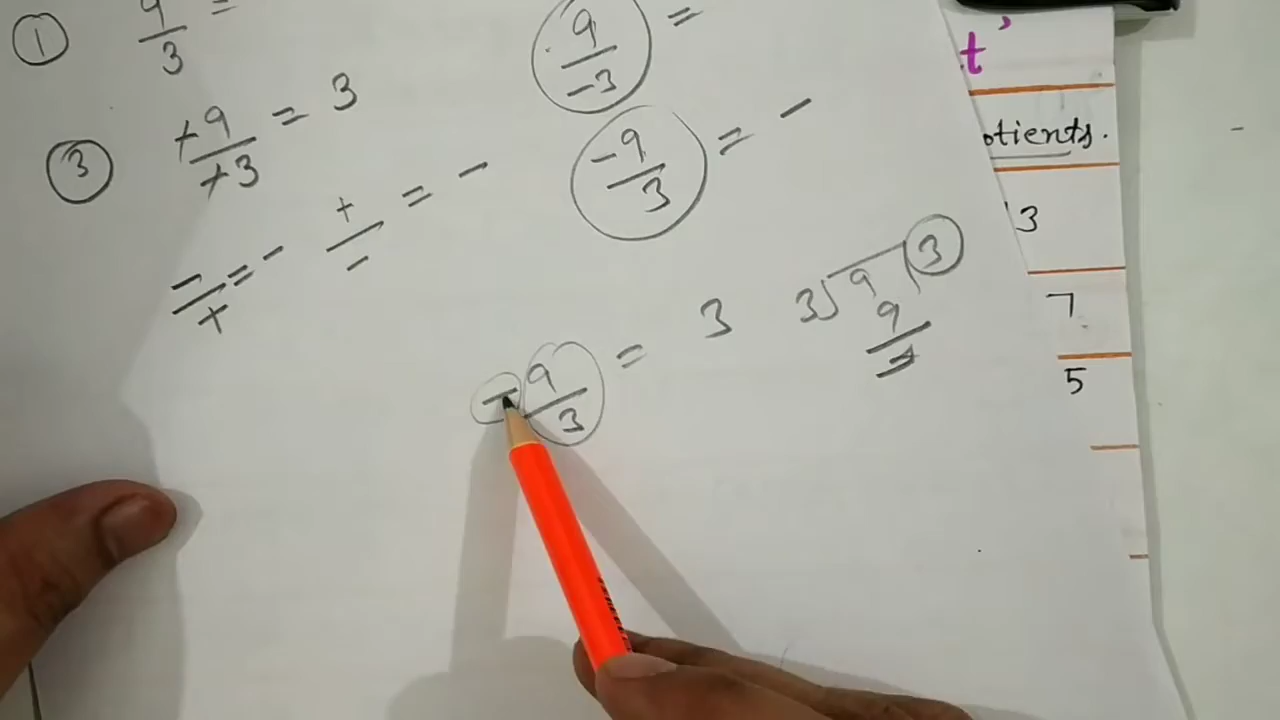 ① 9/3 =
9/-3 =
③ +9/+3 = 3
-9/3 = -
-/+ = - +/- = -
-9/3 = 3
3)9(3
9
t'
otients.
3
7
5